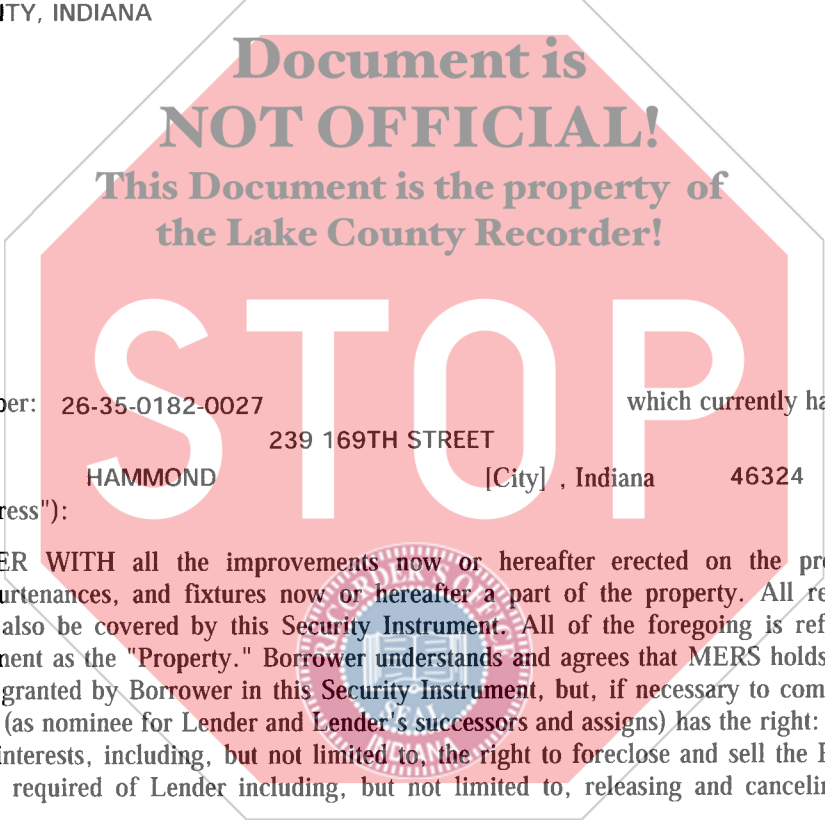 ITY, INDIANA
Document is
NOT OFFICIAL!
This Document is the property of
the Lake County Recorder!
STOP
ber: 26-35-0182-0027 which currently ha
239 169TH STREET
HAMMOND [City] , Indiana 46324
ress"):
ER WITH all the improvements now or hereafter erected on the pro
urtenances, and fixtures now or hereafter a part of the property. All re
also be covered by this Security Instrument. All of the foregoing is ref
nent as the "Property." Borrower understands and agrees that MERS holds
granted by Borrower in this Security Instrument, but, if necessary to com
(as nominee for Lender and Lender's successors and assigns) has the right:
interests, including, but not limited to, the right to foreclose and sell the P
required of Lender including, but not limited to, releasing and cancelin
RECORDER'S OFFICE
SEAL
INDIANA